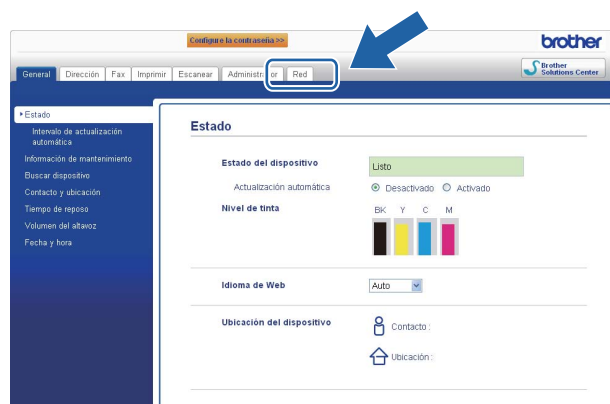 Configure la contraseña >>
brother
General Dirección Fax Imprimir Escanear Administrador Red
Brother
Solutions Center
Estado
Intervalo de actualización
automática
Información de mantenimiento
Buscar dispositivo
Contacto y ubicación
Tiempo de reposo
Volumen del altavoz
Fecha y hora
Estado
Estado del dispositivo Listo
Actualización automática Desactivado Activado
Nivel de tinta BK Y C M
Idioma de Web Auto
Ubicación del dispositivo Contacto :
Ubicación :